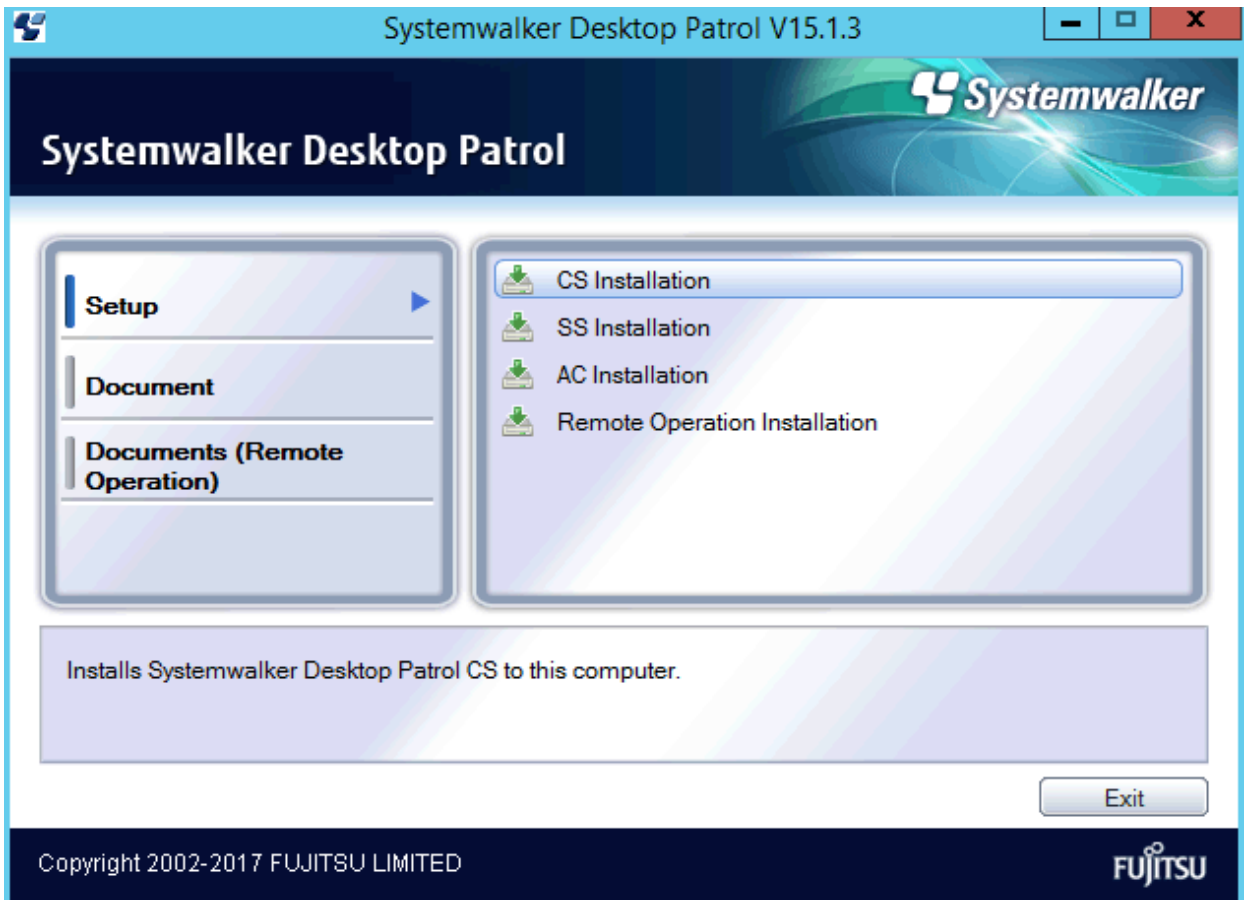 Systemwalker Desktop Patrol V15.1.3
Systemwalker
Systemwalker Desktop Patrol
Setup
Document
Documents (Remote
Operation)
CS Installation
SS Installation
AC Installation
Remote Operation Installation
Installs Systemwalker Desktop Patrol CS to this computer.
Exit
Copyright 2002-2017 FUJITSU LIMITED
FUJITSU